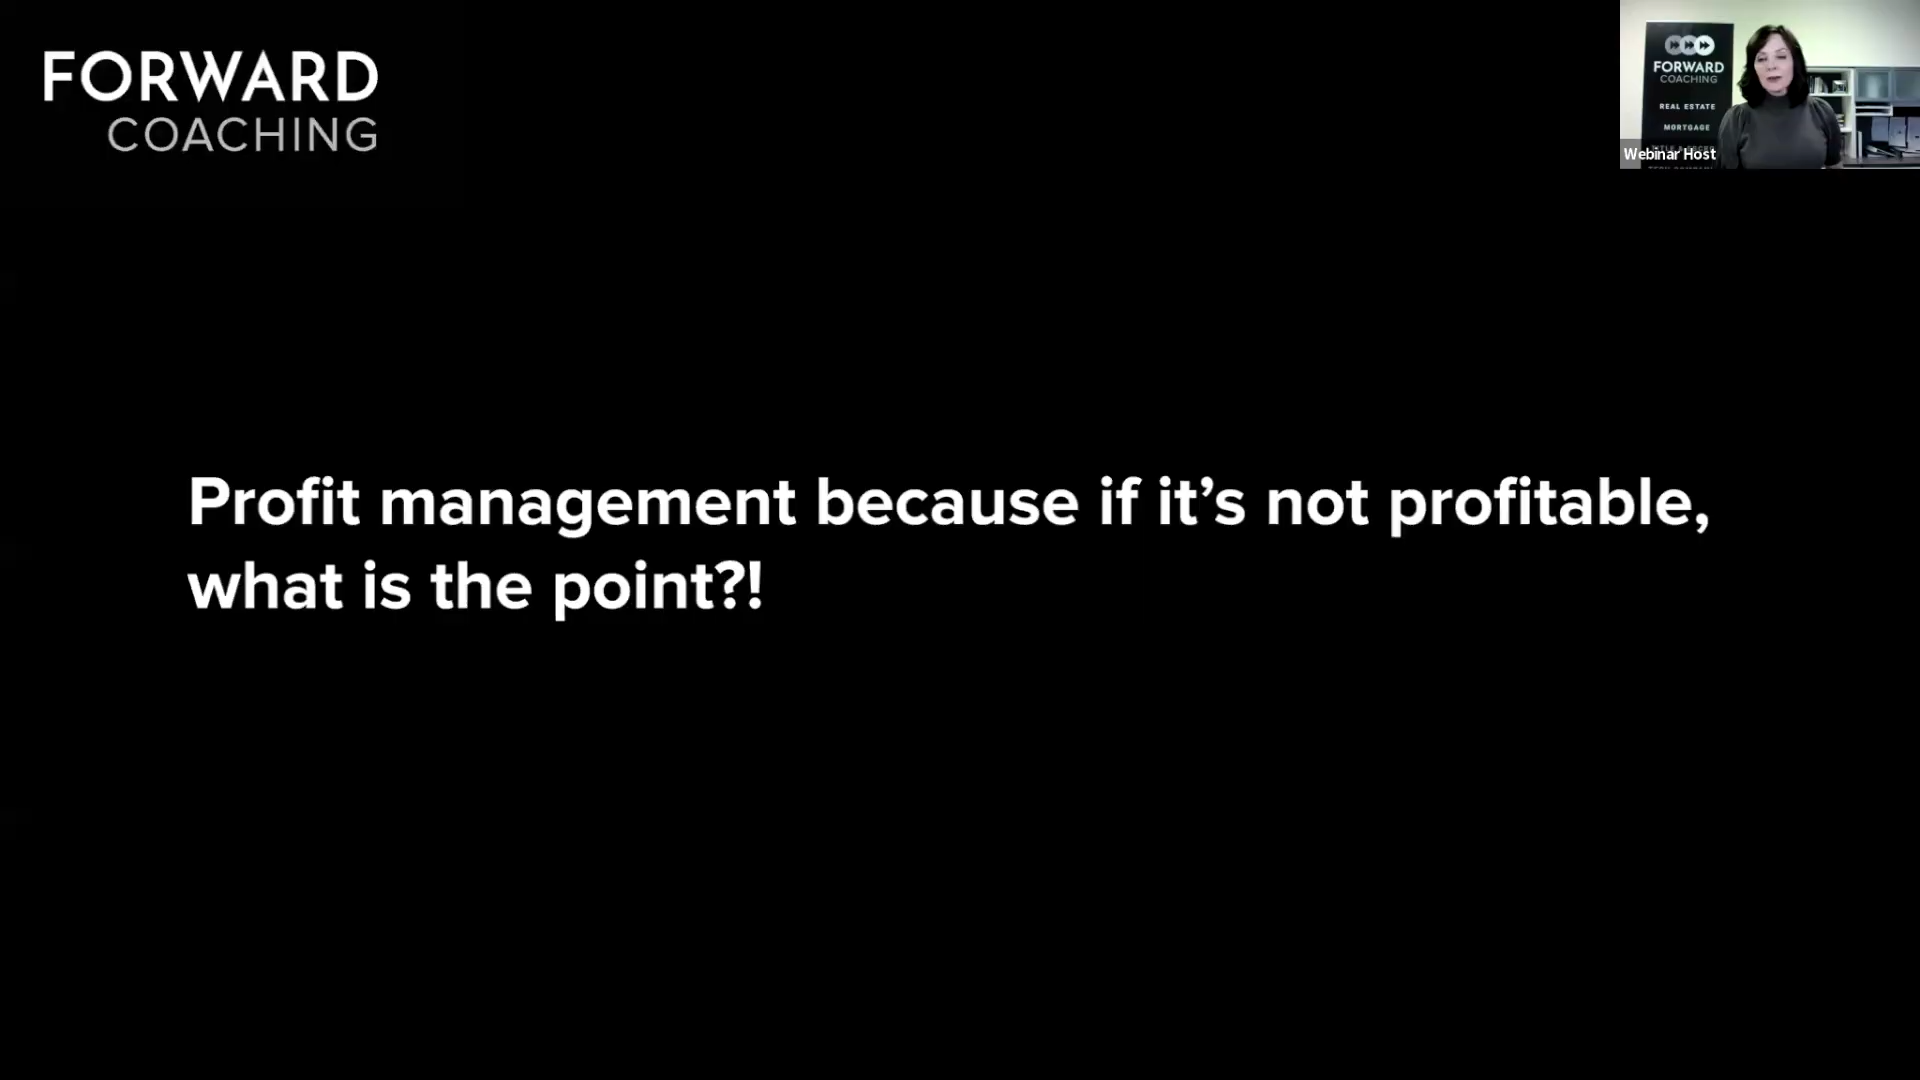 FORWARD
COACHING
FORWARD
COACHING
REAL ESTATE
MORTGAGE
Webinar Host
Profit management because if it’s not profitable,
what is the point?!